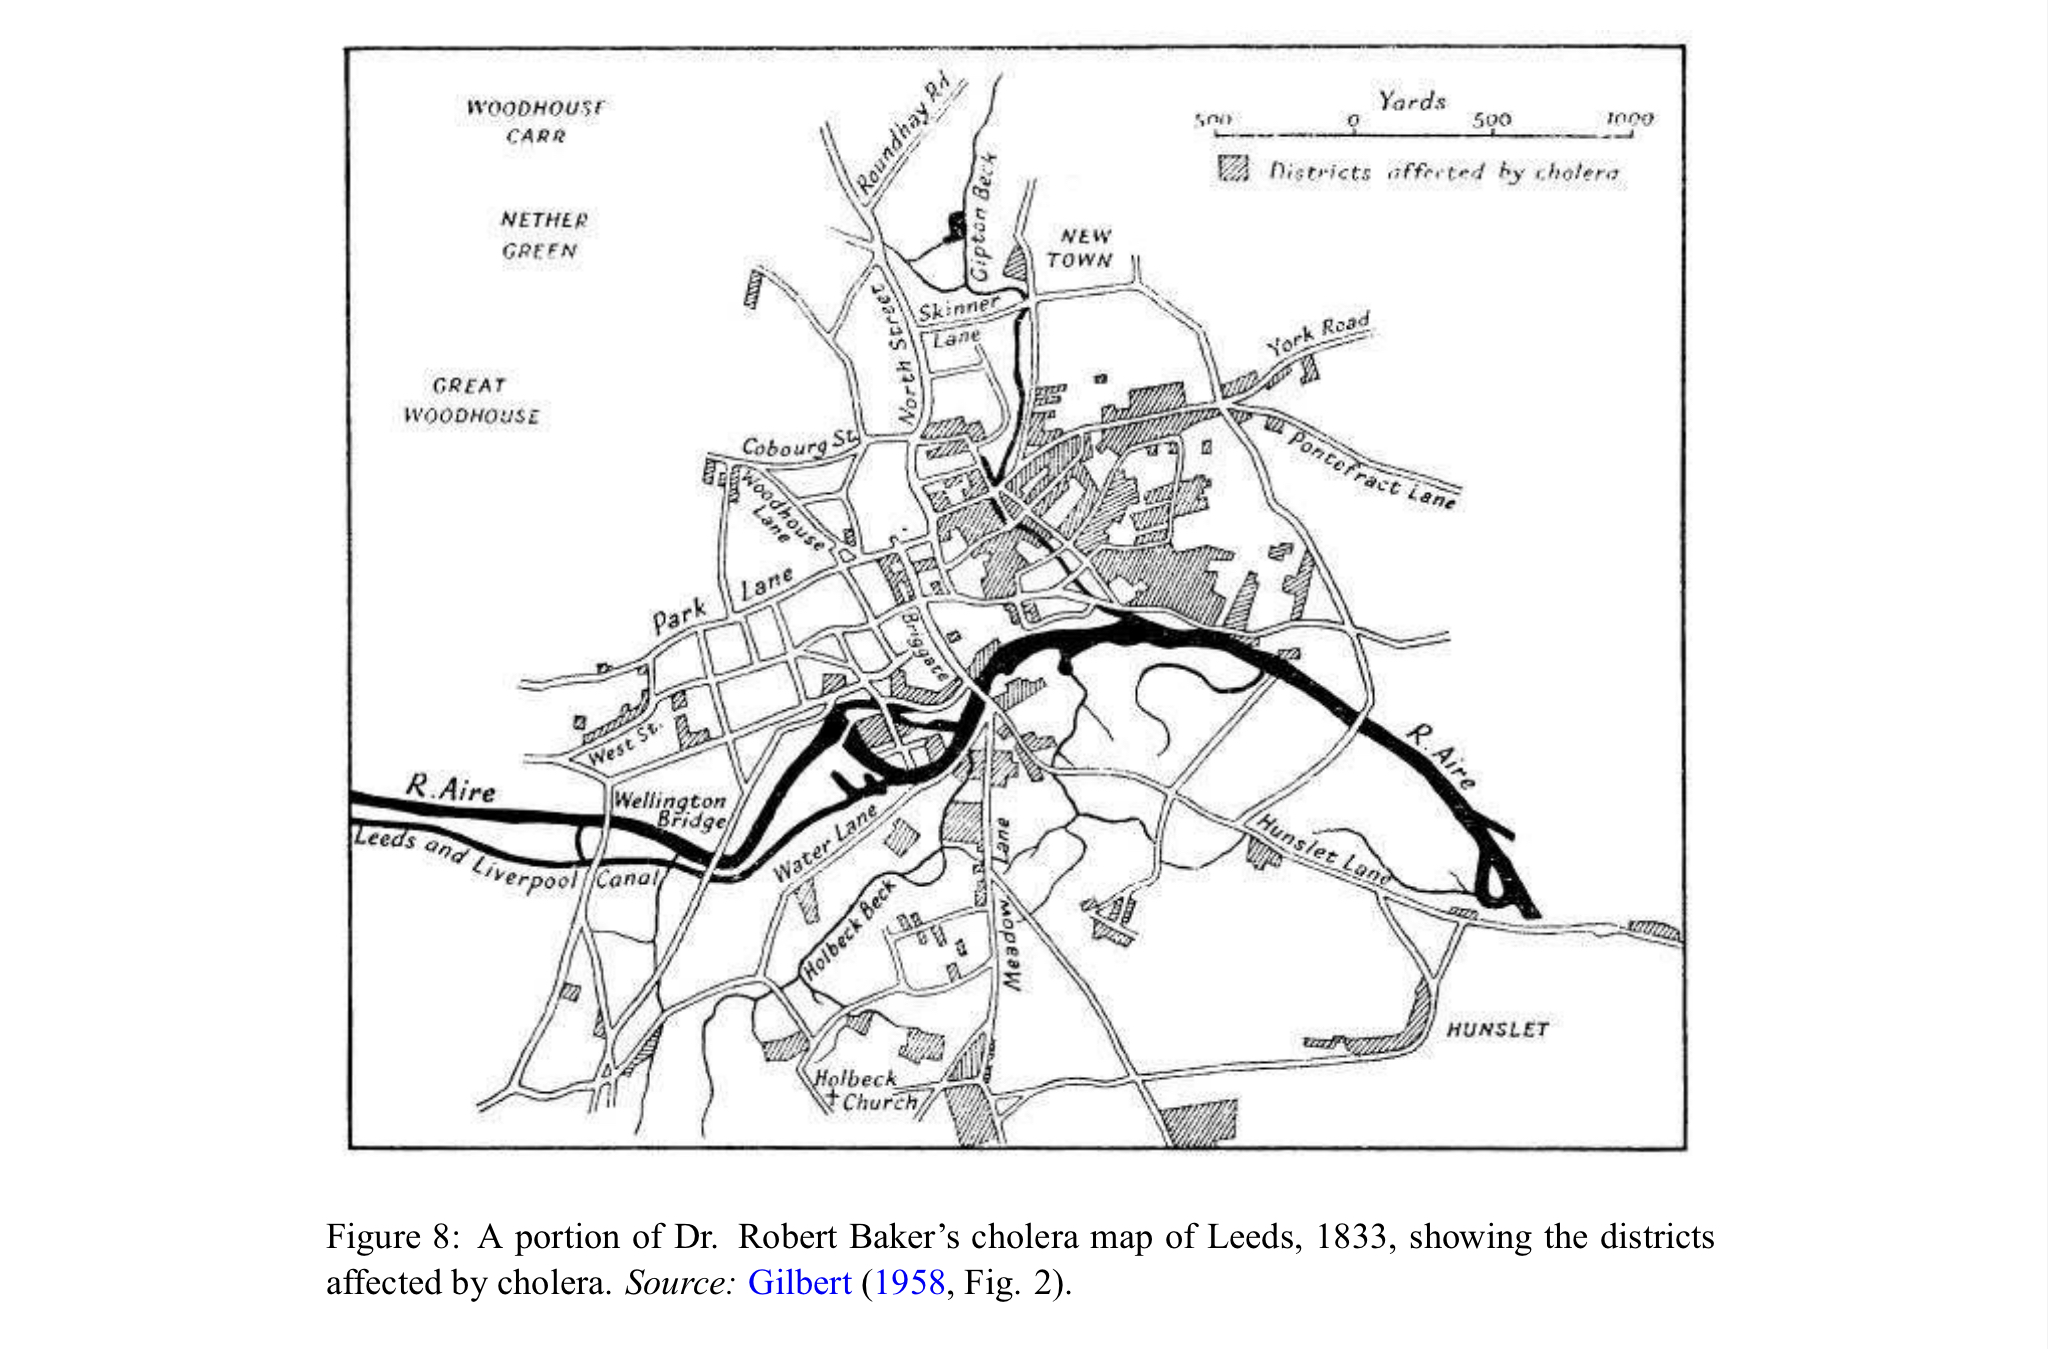 WOODHOUSE
CARR
NETHER
GREEN
GREAT
WOODHOUSE
Roundhay Rd
Gipton Beck
Yards
500 0 500 1000
Districts affected by cholera
NEW
TOWN
Skinner
Lane
North Street
York Road
Pontefract Lane
Cobourg St.
Woodhouse
Lane
Park Lane
Briggate
West St.
R. Aire
R. Aire
Wellington
Bridge
Leeds and Liverpool Canal
Water Lane
Holbeck Beck
Meadow Lane
Hunslet Lane
HUNSLET
Holbeck
Church
Figure 8: A portion of Dr. Robert Baker’s cholera map of Leeds, 1833, showing the districts
affected by cholera. Source: Gilbert (1958, Fig. 2).